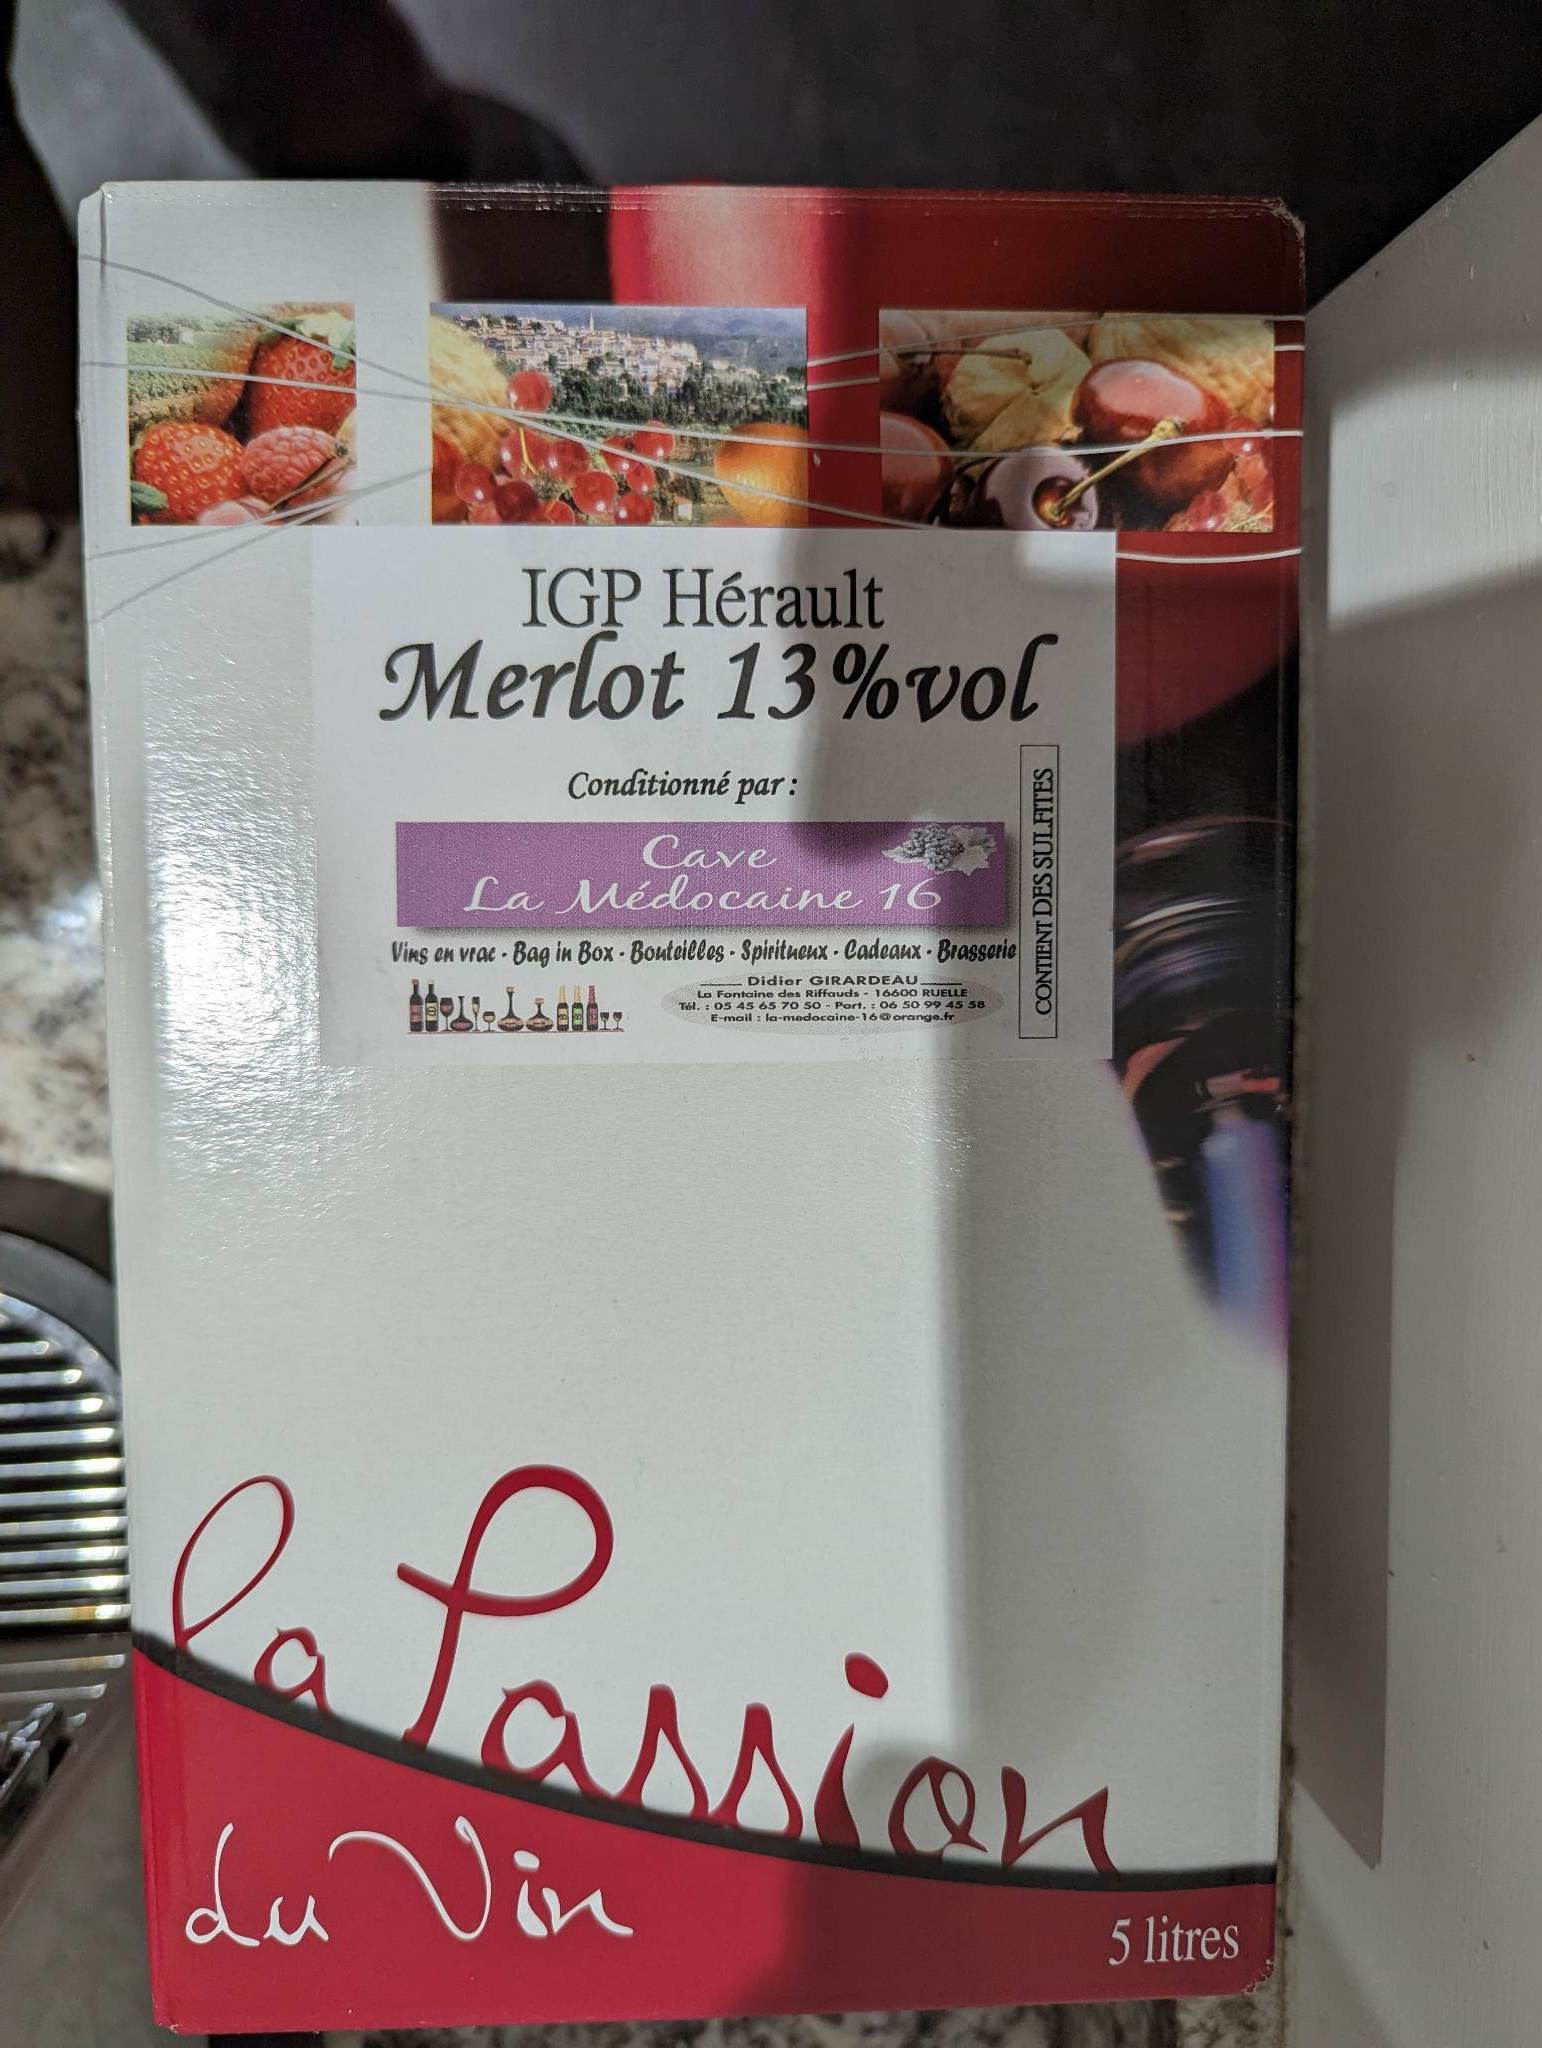 IGP Hérault
Merlot 13%vol
Conditionné par :
Cave
La Médocaine 16
Vins en vrac - Bag in Box - Bouteilles - Spiritueux - Cadeaux - Brasserie
Didier GIRARDEAU
La Fontaine des Riffauds - 16600 RUELLE
Tél. : 05 45 65 70 50 - Port. : 06 50 99 45 58
E-mail : la-medocaine-16@orange.fr
CONTIENT DES SULFITES
la Passion
du Vin
5 litres